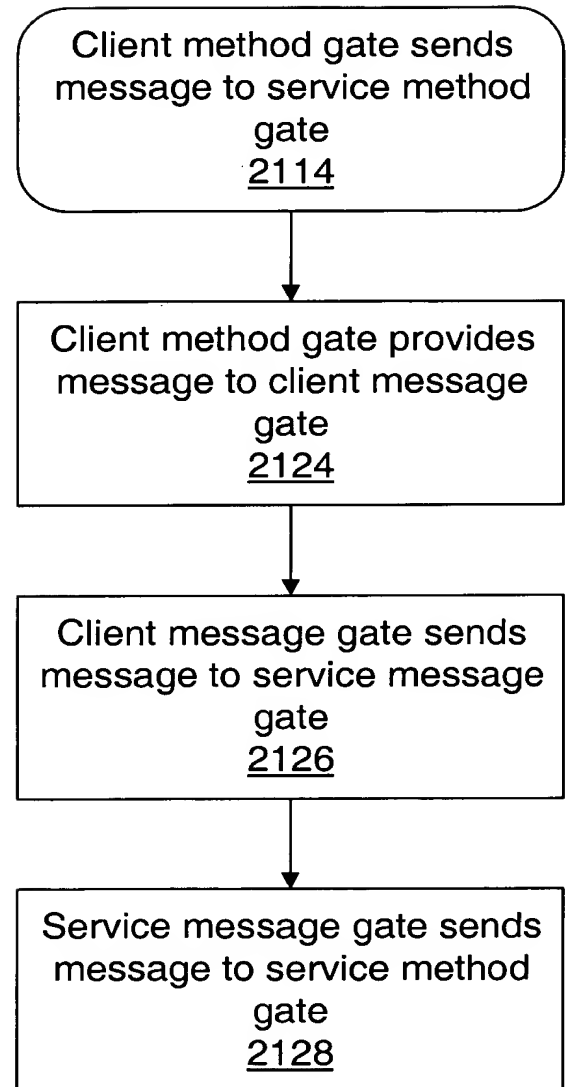 Client method gate sends
message to service method
gate
2114
Client method gate provides
message to client message
gate
2124
Client message gate sends
message to service message
gate
2126
Service message gate sends
message to service method
gate
2128